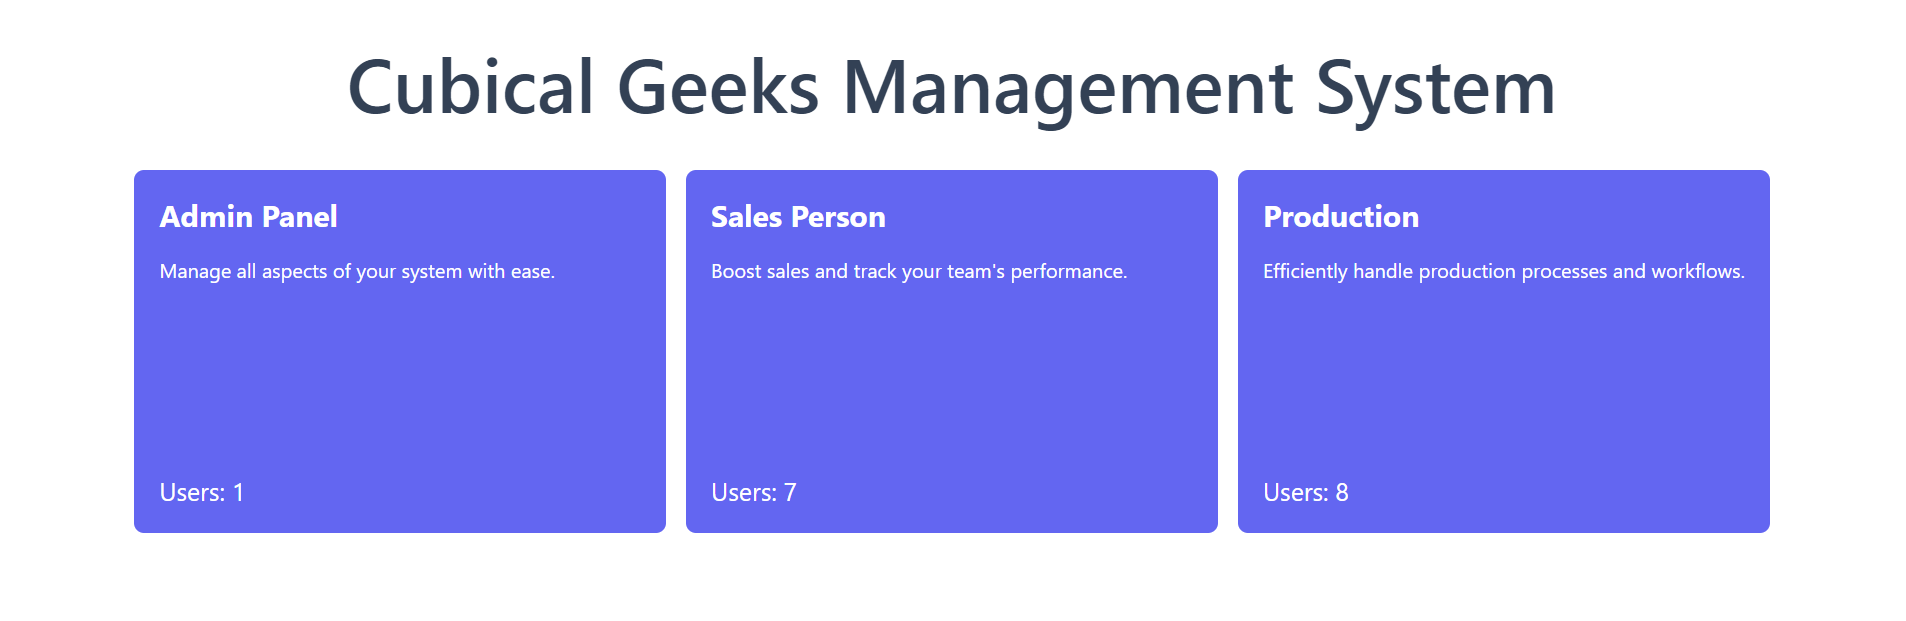 Cubical Geeks Management System
Admin Panel
Manage all aspects of your system with ease.
Users: 1
Sales Person
Boost sales and track your team's performance.
Users: 7
Production
Efficiently handle production processes and workflows.
Users: 8